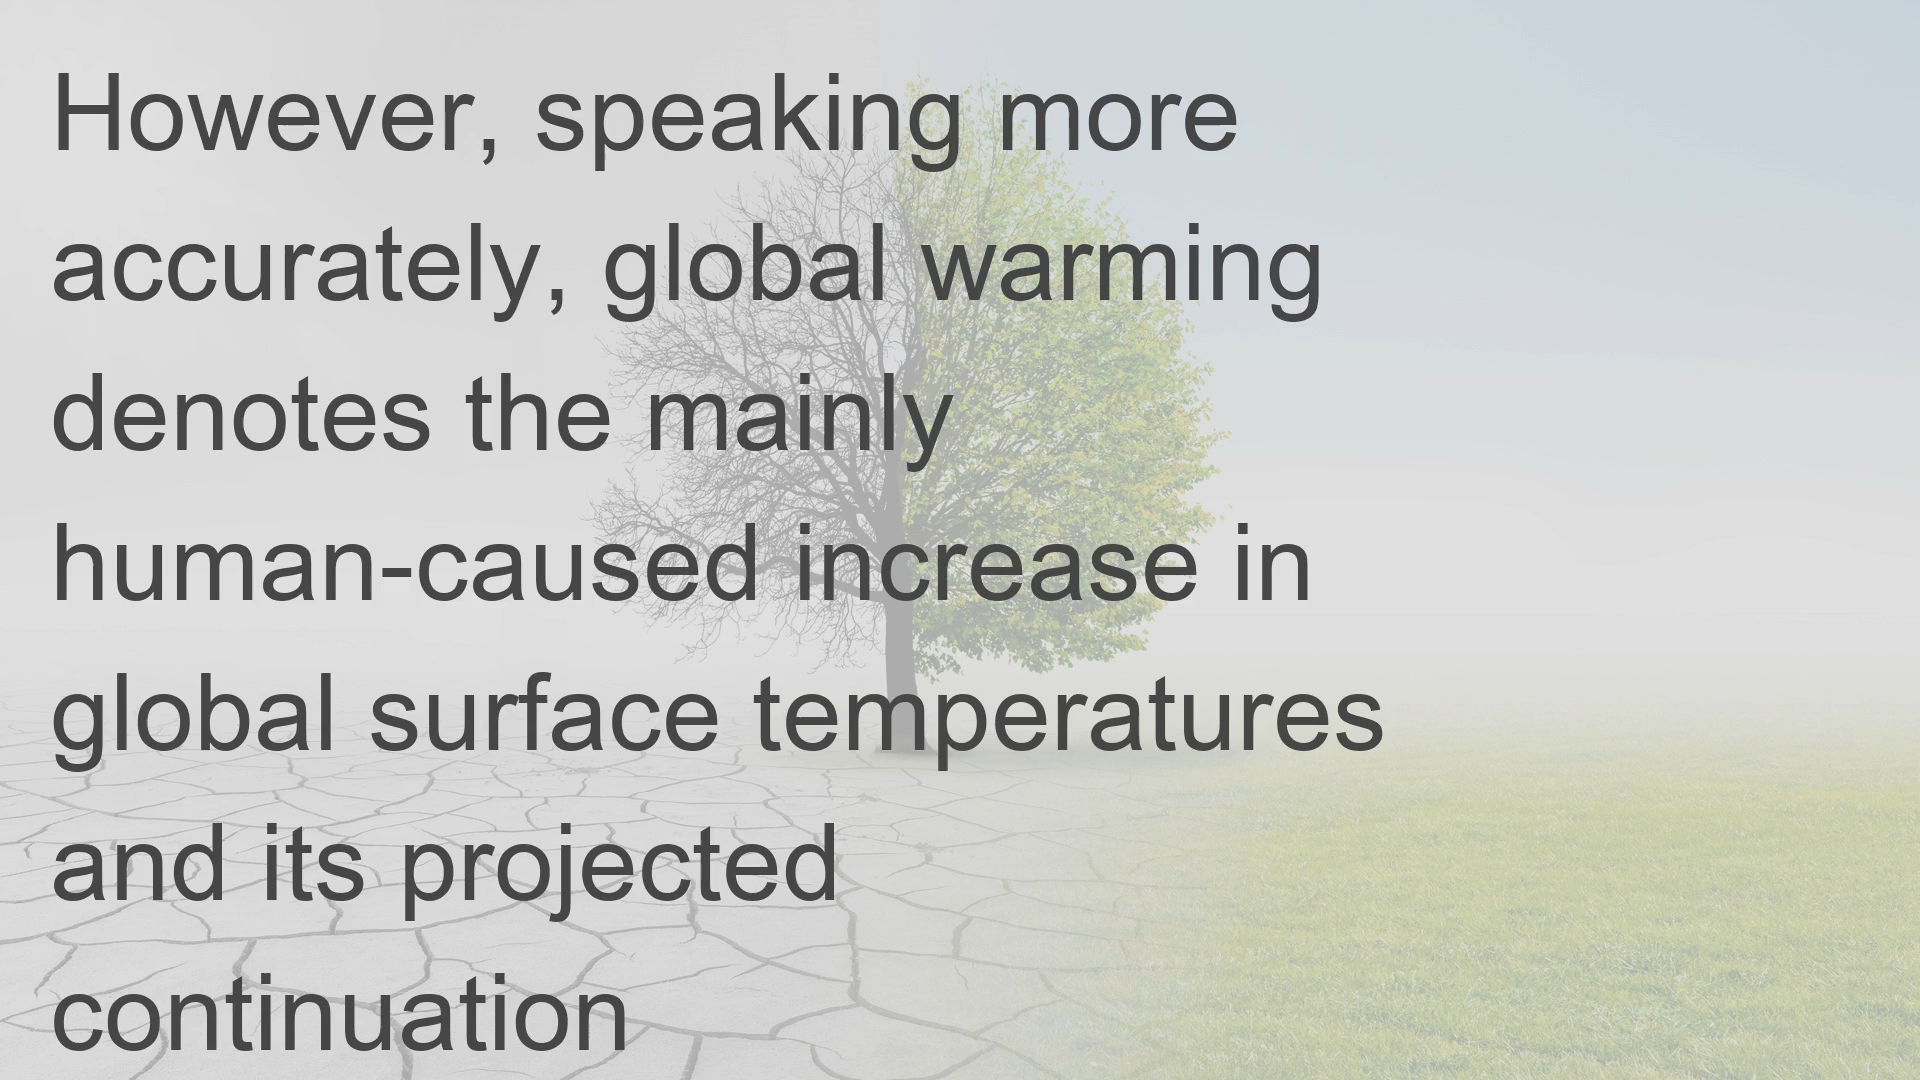 However, speaking more
accurately, global warming
denotes the mainly
human-caused increase in
global surface temperatures
and its projected
continuation